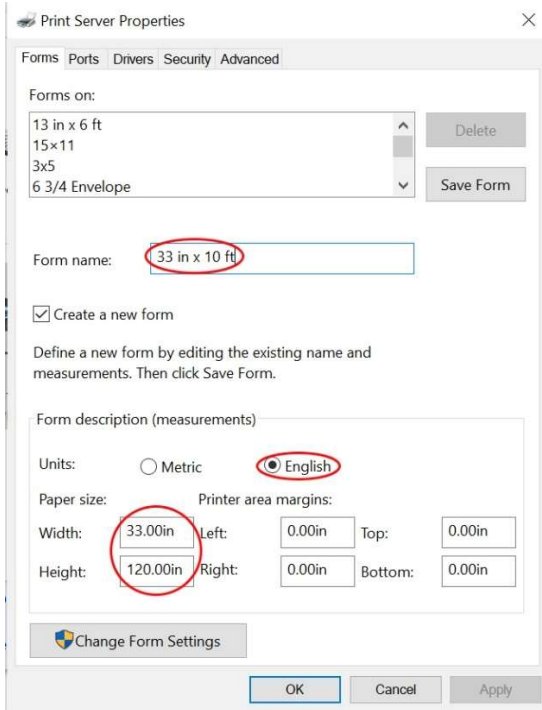 Print Server Properties
Forms Ports Drivers Security Advanced
Forms on:
13 in x 6 ft
15×11
3x5
6 3/4 Envelope
Delete
Save Form
Form name: 33 in x 10 ft
Create a new form
Define a new form by editing the existing name and
measurements. Then click Save Form.
Form description (measurements)
Units: Metric English
Paper size: Printer area margins:
Width: 33.00in Left: 0.00in Top: 0.00in
Height: 120.00in Right: 0.00in Bottom: 0.00in
Change Form Settings
OK Cancel Apply